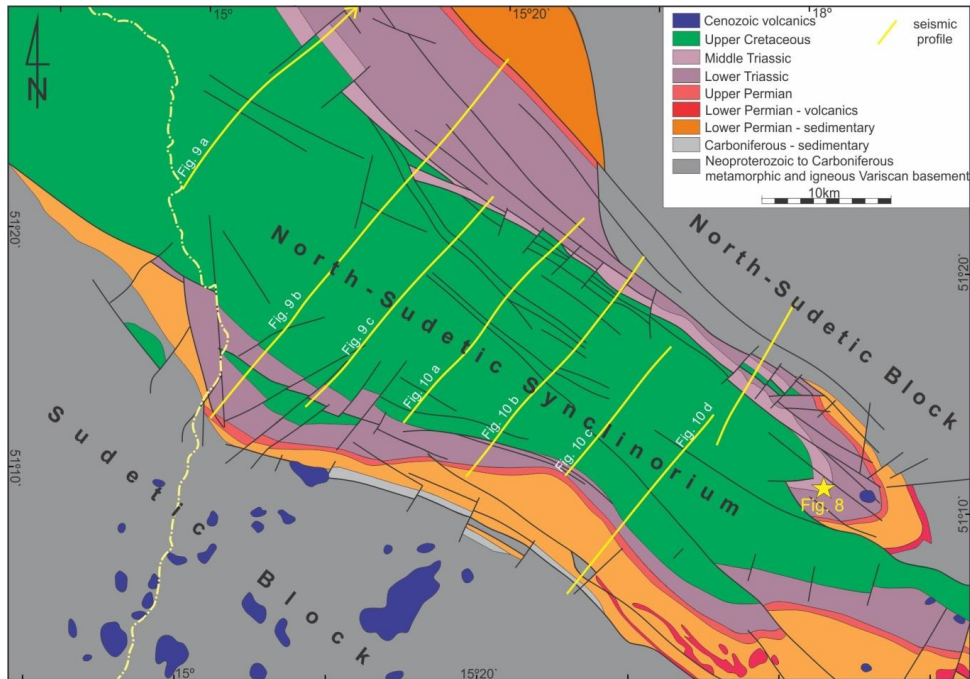 15°
15°20'
18°
N
Cenozoic volcanics
Upper Cretaceous
Middle Triassic
Lower Triassic
Upper Permian
Lower Permian - volcanics
Lower Permian - sedimentary
Carboniferous - sedimentary
Neoproterozoic to Carboniferous
metamorphic and igneous Variscan basement
seismic
profile
10km
51°20'
51°20'
51°10'
51°10'
North-Sudetic Block
North-Sudetic Synclinorium
Sudetic
Block
Fig. 9 a
Fig. 9 b
Fig. 9 c
Fig. 10 a
Fig. 10 b
Fig. 10 c
Fig. 10 d
Fig. 8
15°
15°20'
18°